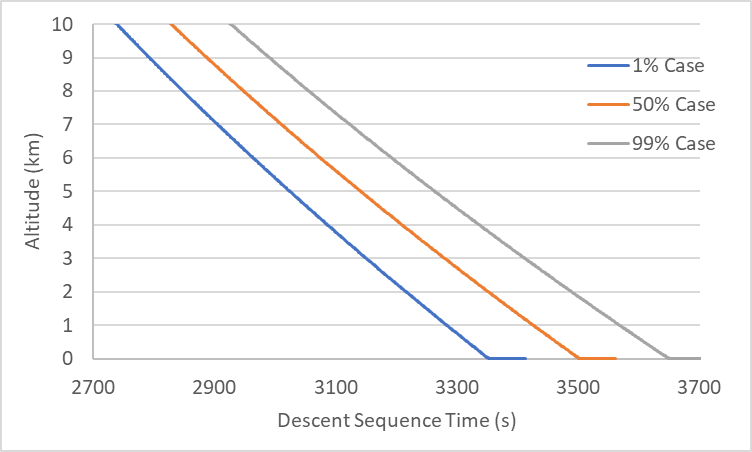 10
9
8
7
6
5
4
3
2
1
0
Altitude (km)
1% Case
50% Case
99% Case
2700 2900 3100 3300 3500 3700
Descent Sequence Time (s)